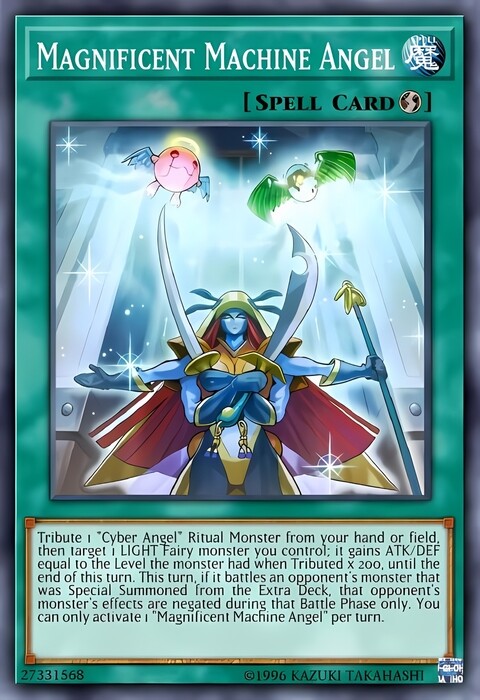 MAGNIFICENT MACHINE ANGEL 魔
[SPELL CARD]
Tribute 1 "Cyber Angel" Ritual Monster from your hand or field,
then target 1 LIGHT Fairy monster you control; it gains ATK/DEF
equal to the Level the monster had when Tributed x 200, until the
end of this turn. This turn, if it battles an opponent's monster that
was Special Summoned from the Extra Deck, that opponent's
monster's effects are negated during that Battle Phase only. You
can only activate 1 "Magnificent Machine Angel" per turn.
27331568
©1996 KAZUKI TAKAHASHI